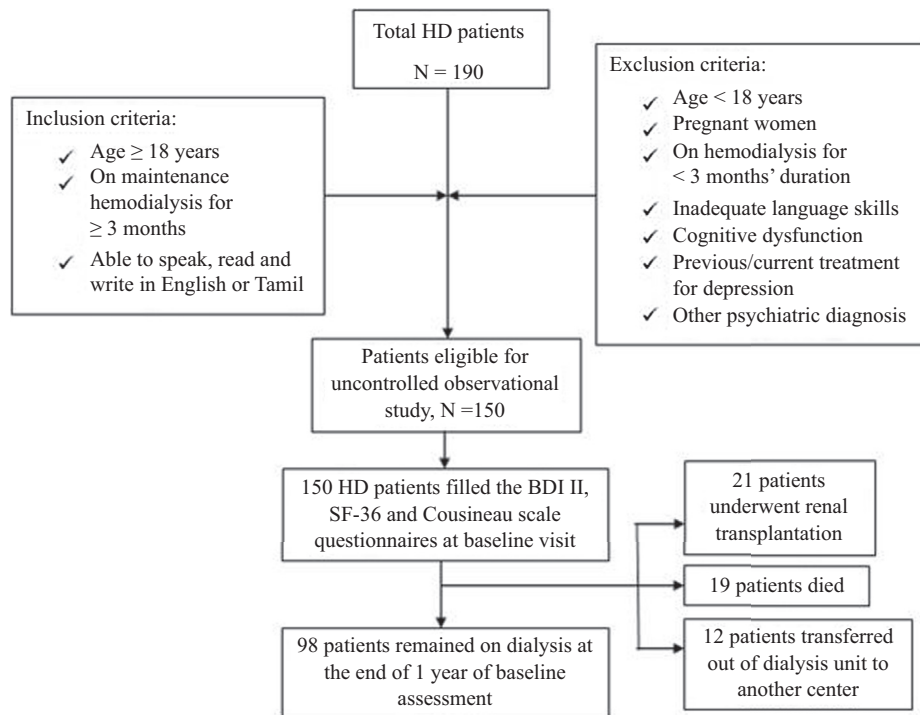 Total HD patients
N = 190
Inclusion criteria:
✓ Age ≥ 18 years
✓ On maintenance
hemodialysis for
≥ 3 months
✓ Able to speak, read and
write in English or Tamil
Exclusion criteria:
✓ Age < 18 years
✓ Pregnant women
✓ On hemodialysis for
< 3 months’ duration
✓ Inadequate language skills
✓ Cognitive dysfunction
✓ Previous/current treatment
for depression
✓ Other psychiatric diagnosis
Patients eligible for
uncontrolled observational
study, N =150
150 HD patients filled the BDI II,
SF-36 and Cousineau scale
questionnaires at baseline visit
21 patients
underwent renal
transplantation
19 patients died
12 patients transferred
out of dialysis unit to
another center
98 patients remained on dialysis at
the end of 1 year of baseline
assessment